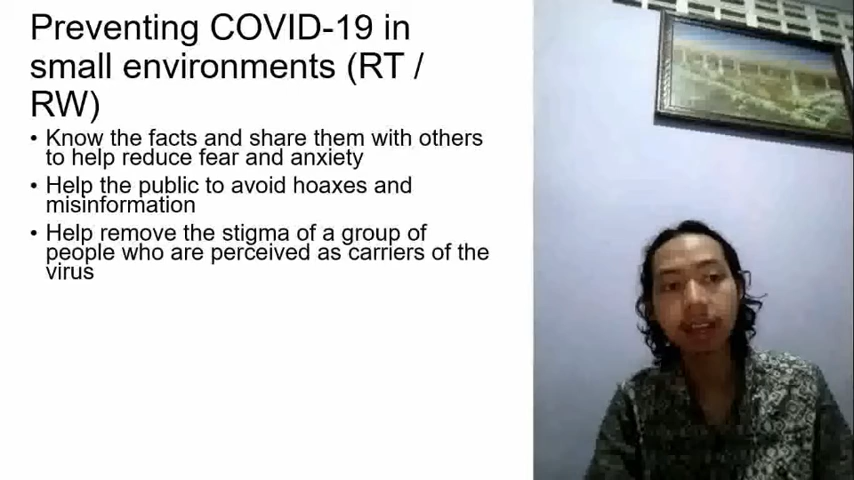 Preventing COVID-19 in
small environments (RT /
RW)
• Know the facts and share them with others
to help reduce fear and anxiety
• Help the public to avoid hoaxes and
misinformation
• Help remove the stigma of a group of
people who are perceived as carriers of the
virus